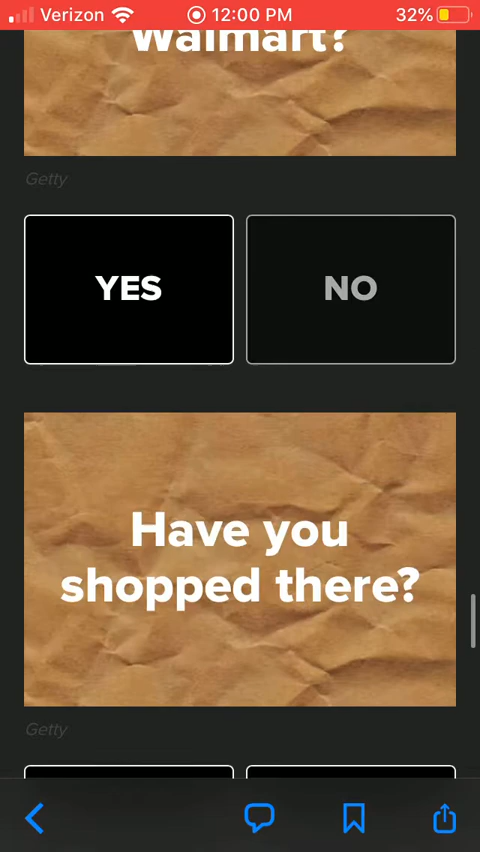 Verizon 12:00 PM 32%
Walmart?
Getty
YES NO
Have you
shopped there?
Getty